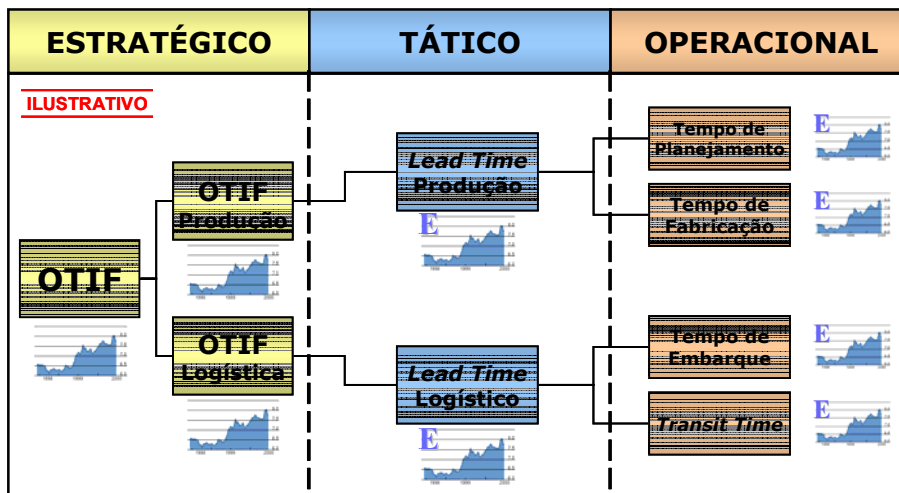 ESTRATÉGICO
TÁTICO
OPERACIONAL
ILUSTRATIVO
OTIF
OTIF
Produção
OTIF
Logística
Lead Time
Produção
E
Lead Time
Logístico
E
Tempo de
Planejamento
E
Tempo de
Fabricação
E
Tempo de
Embarque
E
Transit Time
E